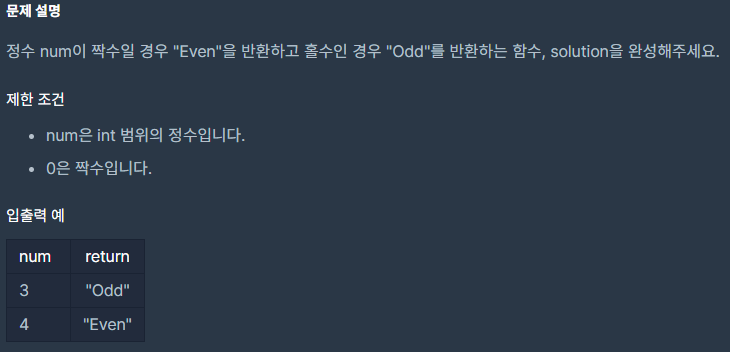 문제 설명
정수 num이 짝수일 경우 "Even"을 반환하고 홀수인 경우 "Odd"를 반환하는 함수, solution을 완성해주세요.
제한 조건
• num은 int 범위의 정수입니다.
• 0은 짝수입니다.
입출력 예
num return
3 "Odd"
4 "Even"